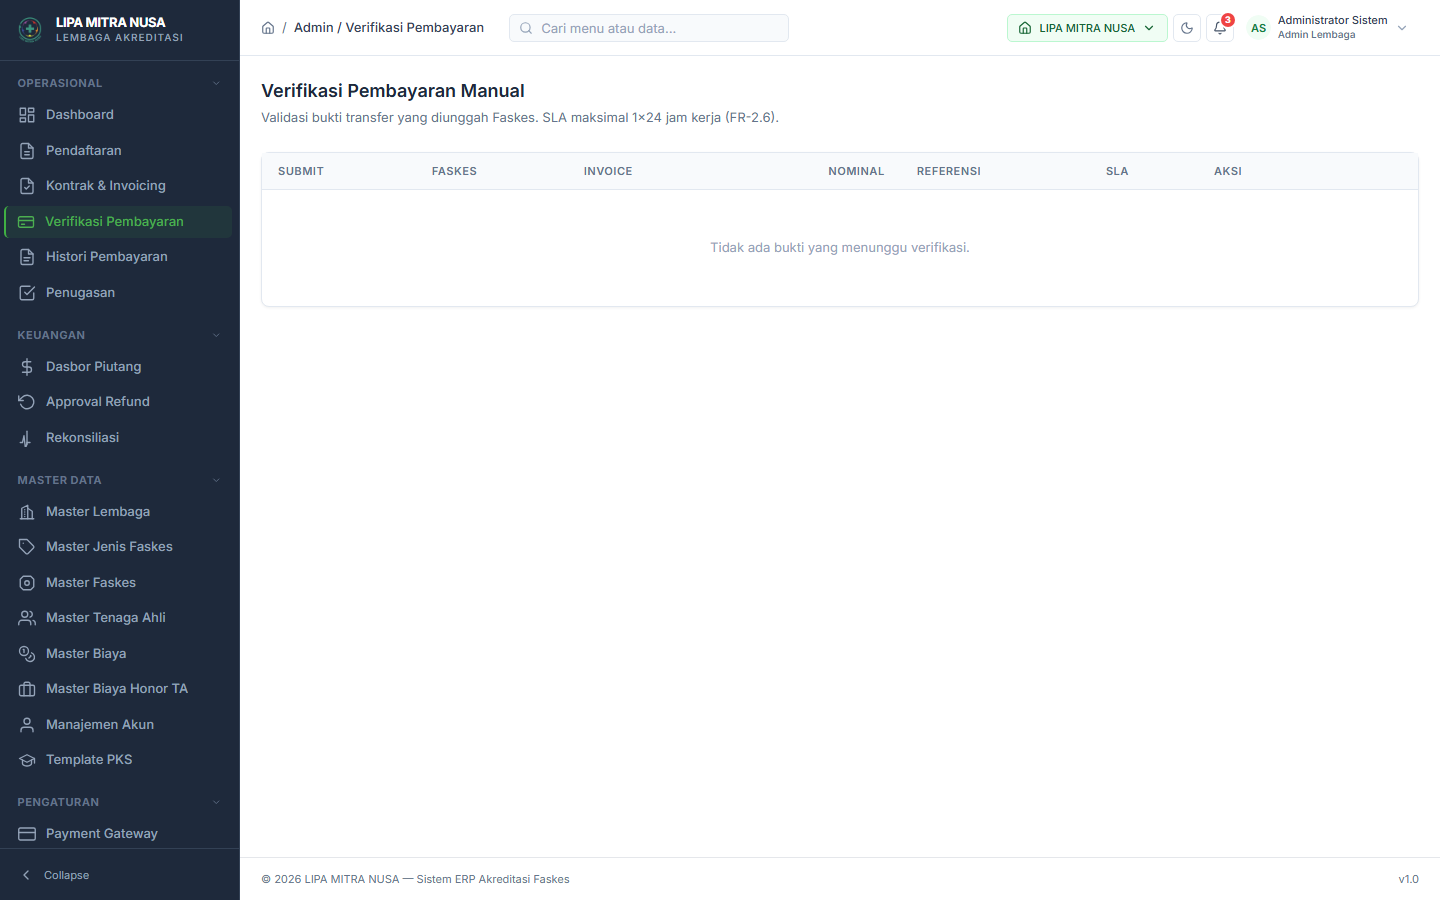 LIPA MITRA NUSA
LEMBAGA AKREDITASI
OPERASIONAL
Dashboard
Pendaftaran
Kontrak & Invoicing
Verifikasi Pembayaran
Histori Pembayaran
Penugasan
KEUANGAN
Dasbor Piutang
Approval Refund
Rekonsiliasi
MASTER DATA
Master Lembaga
Master Jenis Faskes
Master Faskes
Master Tenaga Ahli
Master Biaya
Master Biaya Honor TA
Manajemen Akun
Template PKS
PENGATURAN
Payment Gateway
Collapse
/ Admin / Verifikasi Pembayaran
Cari menu atau data...
LIPA MITRA NUSA
3
AS
Administrator Sistem
Admin Lembaga
Verifikasi Pembayaran Manual
Validasi bukti transfer yang diunggah Faskes. SLA maksimal 1×24 jam kerja (FR-2.6).
SUBMIT FASKES INVOICE NOMINAL REFERENSI SLA AKSI
Tidak ada bukti yang menunggu verifikasi.
© 2026 LIPA MITRA NUSA — Sistem ERP Akreditasi Faskes
v1.0